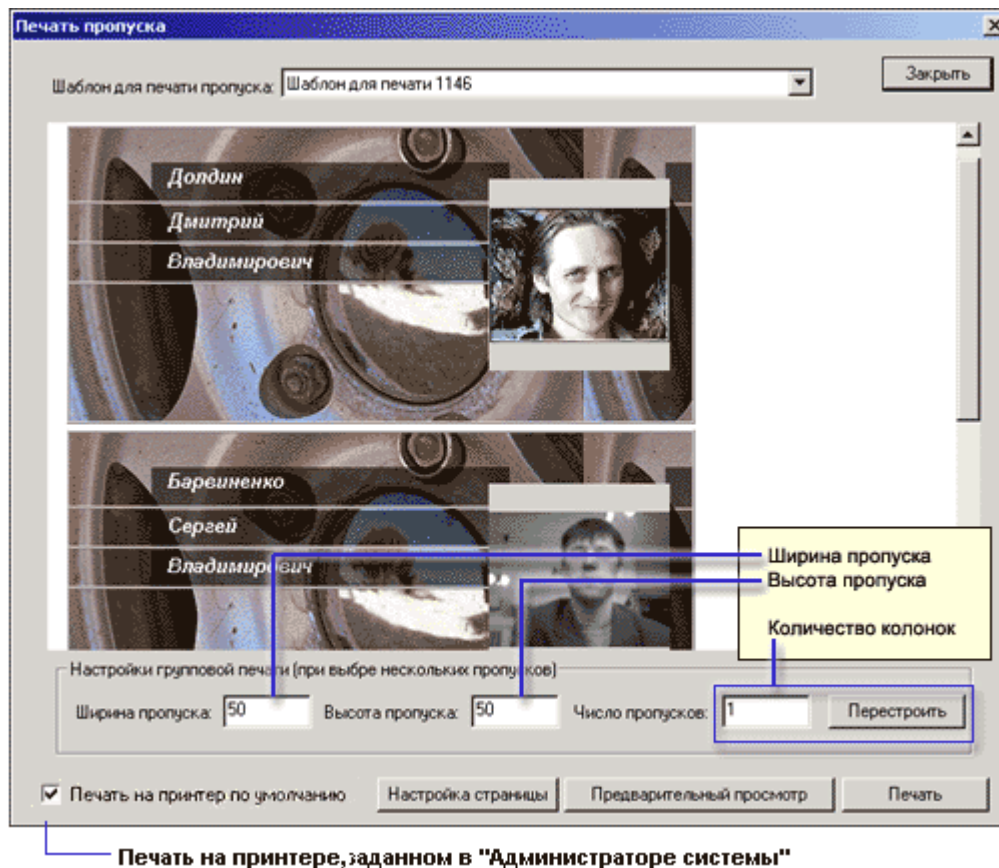 Печать пропуска
Шаблон для печати пропуска: Шаблон для печати 1146
Закрыть
Допдин
Дмитрий
Владимирович
Барвиненко
Сергей
Владимирович
Ширина пропуска
Высота пропуска
Количество колонок
Настройки групповой печати (при выбре нескольких пропусков)
Ширина пропуска: 50 Высота пропуска: 50 Число пропусков: 1 Перестроить
Печать на принтер по умолчанию Настройка страницы Предварительный просмотр Печать
Печать на принтере, заданном в "Администраторе системы"